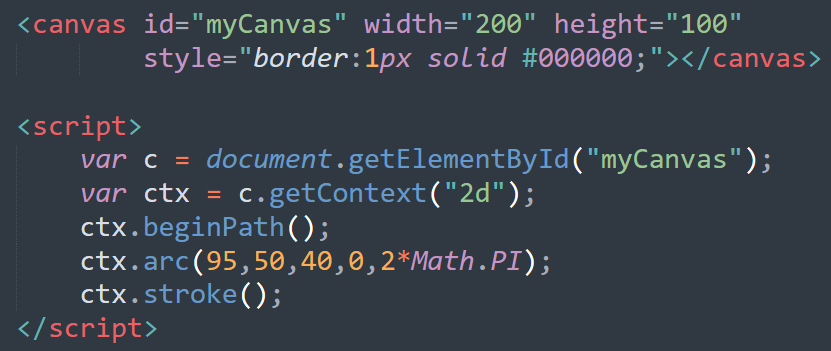 <canvas id="myCanvas" width="200" height="100"
        style="border:1px solid #000000;"></canvas>

<script>
    var c = document.getElementById("myCanvas");
    var ctx = c.getContext("2d");
    ctx.beginPath();
    ctx.arc(95,50,40,0,2*Math.PI);
    ctx.stroke();
</script>